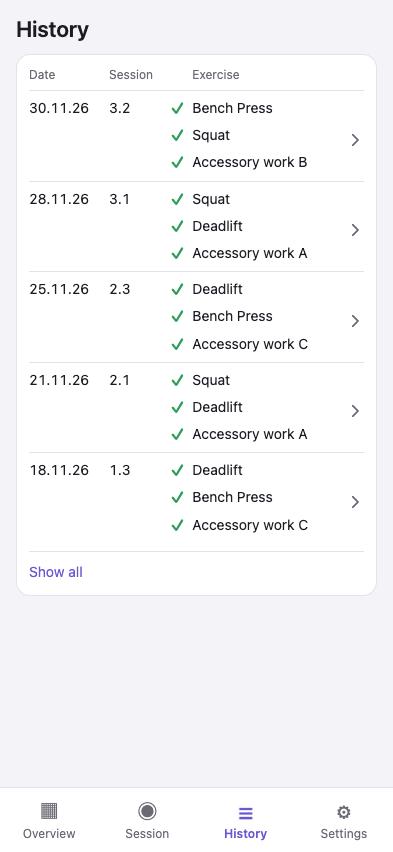 History
Date Session Exercise
30.11.26 3.2 Bench Press
Squat
Accessory work B
28.11.26 3.1 Squat
Deadlift
Accessory work A
25.11.26 2.3 Deadlift
Bench Press
Accessory work C
21.11.26 2.1 Squat
Deadlift
Accessory work A
18.11.26 1.3 Deadlift
Bench Press
Accessory work C
Show all
Overview Session History Settings